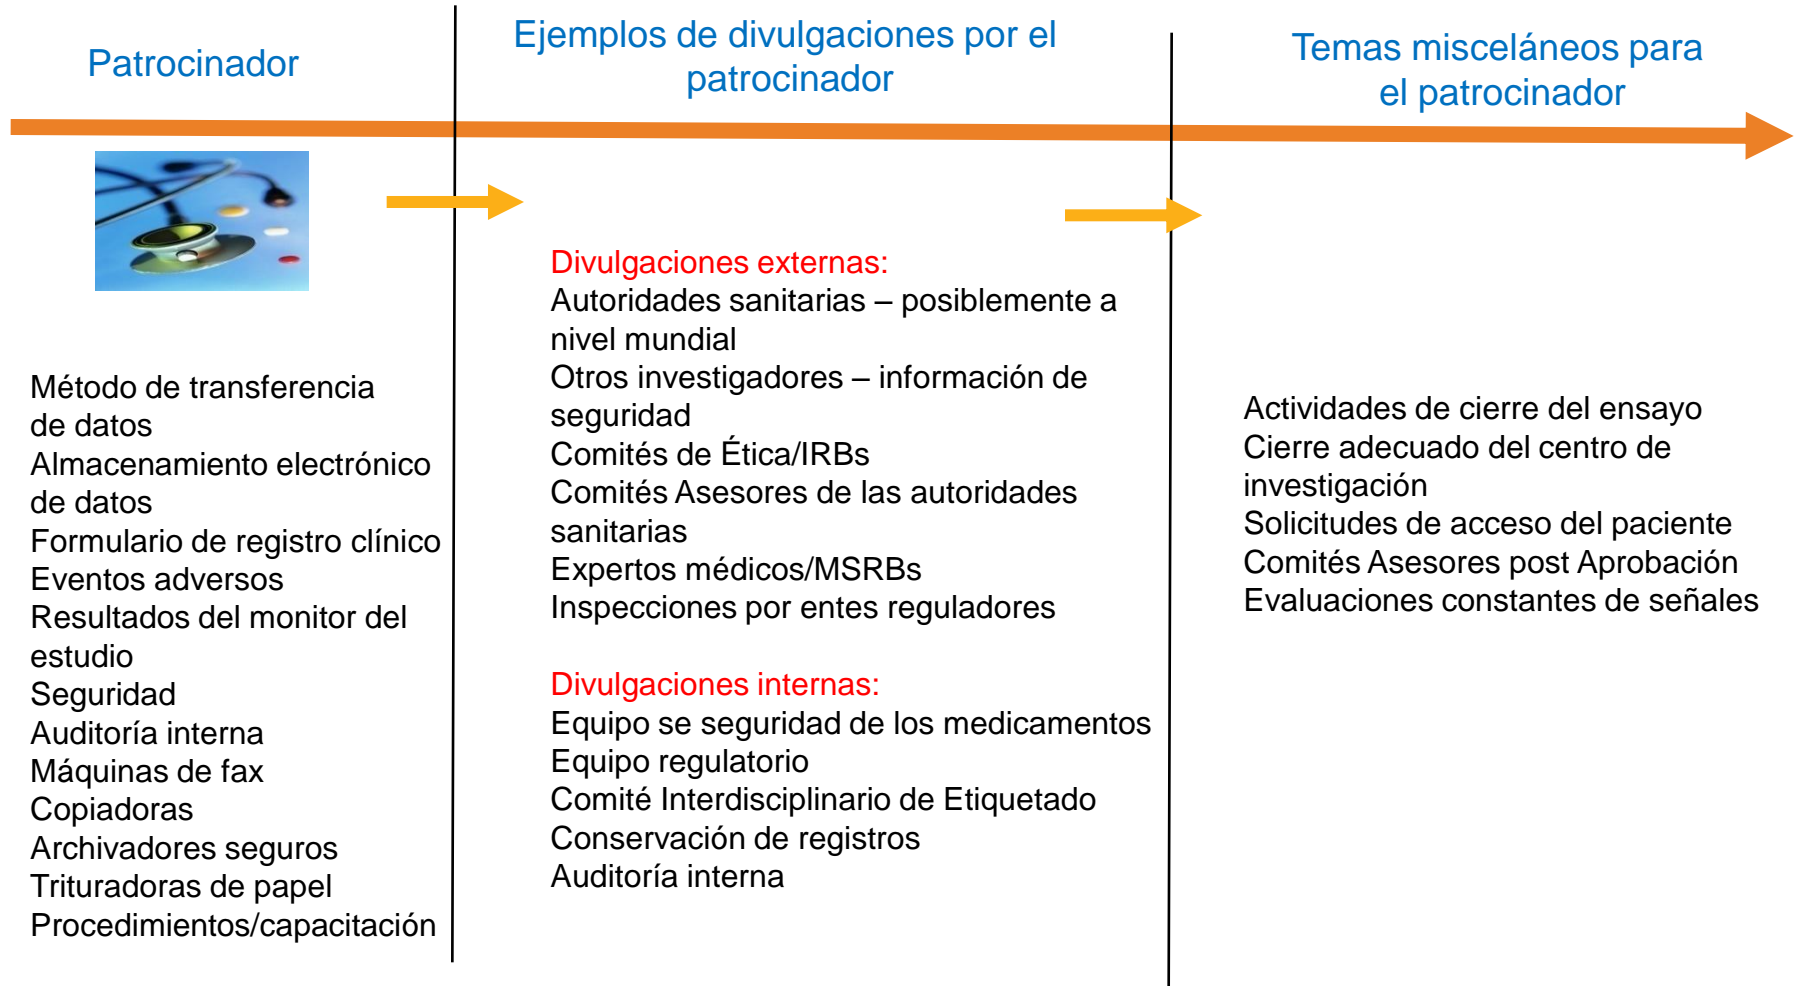 Patrocinador
Ejemplos de divulgaciones por el
patrocinador
Temas misceláneos para
el patrocinador
Método de transferencia
de datos
Almacenamiento electrónico
de datos
Formulario de registro clínico
Eventos adversos
Resultados del monitor del
estudio
Seguridad
Auditoría interna
Máquinas de fax
Copiadoras
Archivadores seguros
Trituradoras de papel
Procedimientos/capacitación
Divulgaciones externas:
Autoridades sanitarias – posiblemente a
nivel mundial
Otros investigadores – información de
seguridad
Comités de Ética/IRBs
Comités Asesores de las autoridades
sanitarias
Expertos médicos/MSRBs
Inspecciones por entes reguladores
Divulgaciones internas:
Equipo se seguridad de los medicamentos
Equipo regulatorio
Comité Interdisciplinario de Etiquetado
Conservación de registros
Auditoría interna
Actividades de cierre del ensayo
Cierre adecuado del centro de
investigación
Solicitudes de acceso del paciente
Comités Asesores post Aprobación
Evaluaciones constantes de señales